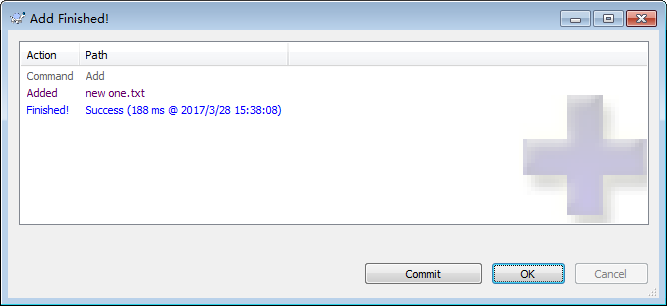 Add Finished!
Action Path
Command Add
Added new one.txt
Finished! Success (188 ms @ 2017/3/28 15:38:08)
Commit OK Cancel